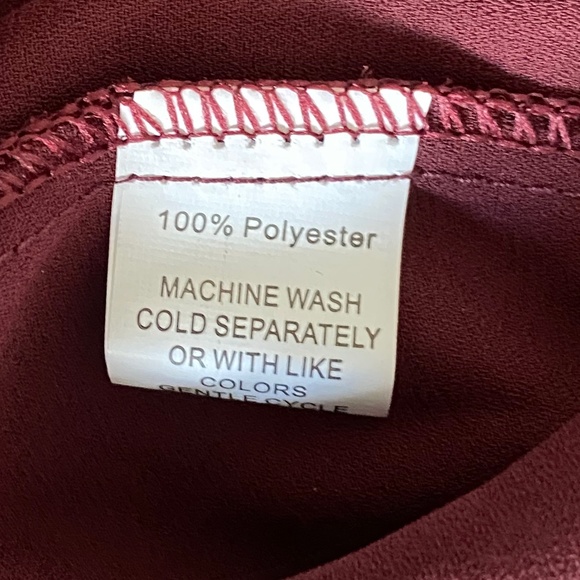 100% Polyester
MACHINE WASH
COLD SEPARATELY
OR WITH LIKE
COLORS
GENTLE CYCLE